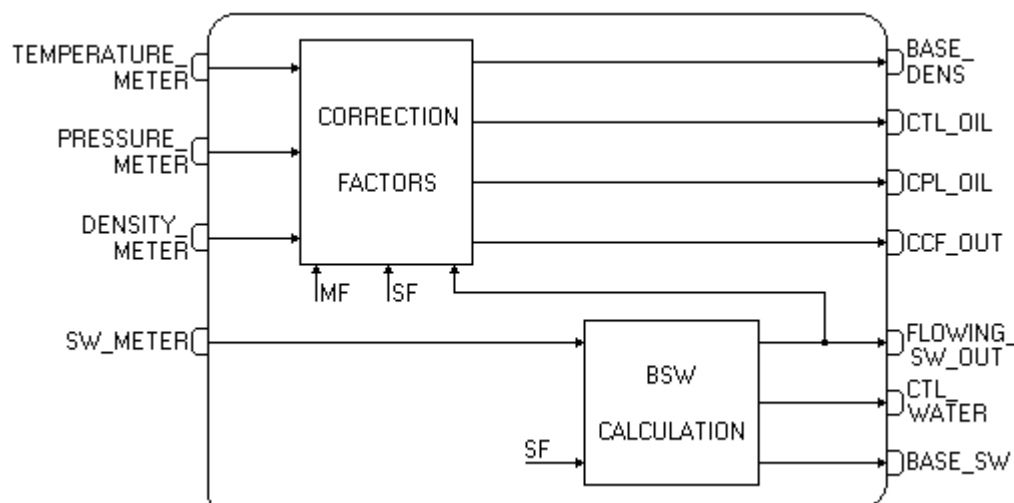 TEMPERATURE_
METER
PRESSURE_
METER
DENSITY_
METER
SW_METER
CORRECTION
FACTORS
MF
SF
BSW
CALCULATION
SF
BASE_
DENS
CTL_OIL
CPL_OIL
CCF_OUT
FLOWING_
SW_OUT
CTL_
WATER
BASE_SW